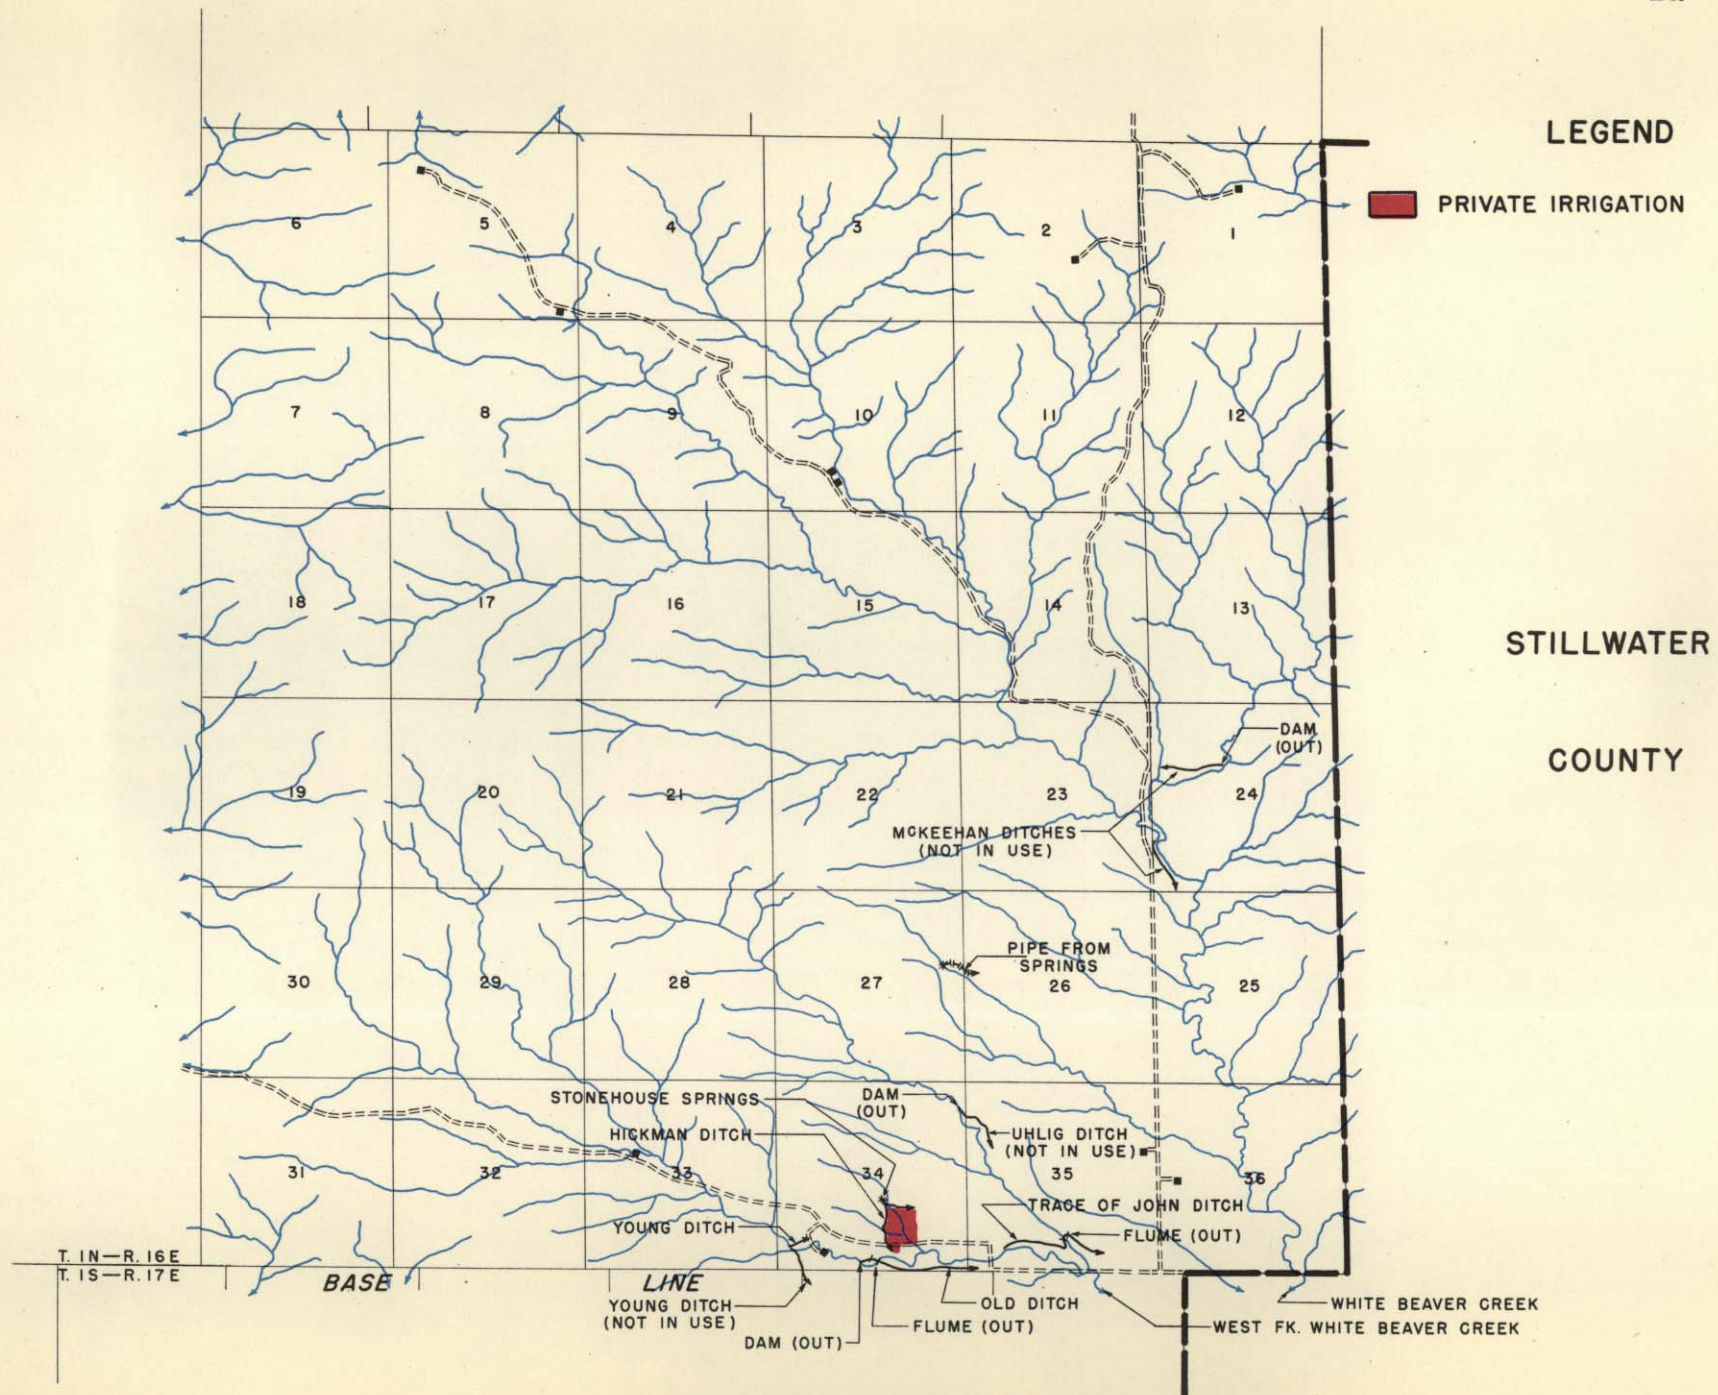 LEGEND
PRIVATE IRRIGATION
6
5
4
3
2
1
7
8
9
10
11
12
18
17
16
15
14
13
STILLWATER
COUNTY
DAM
(OUT)
19
20
21
22
23
24
MCKEEHAN DITCHES
(NOT IN USE)
PIPE FROM
SPRINGS
30
29
28
27
26
25
STONEHOUSE SPRINGS
DAM
(OUT)
HICKMAN DITCH
UHLIG DITCH
(NOT IN USE)
31
32
33
34
35
36
TRACE OF JOHN DITCH
YOUNG DITCH
FLUME (OUT)
T. 1N—R. 16E
T. 1S—R. 17E
BASE LINE
YOUNG DITCH
(NOT IN USE)
OLD DITCH
WHITE BEAVER CREEK
FLUME (OUT)
WEST FK. WHITE BEAVER CREEK
DAM (OUT)